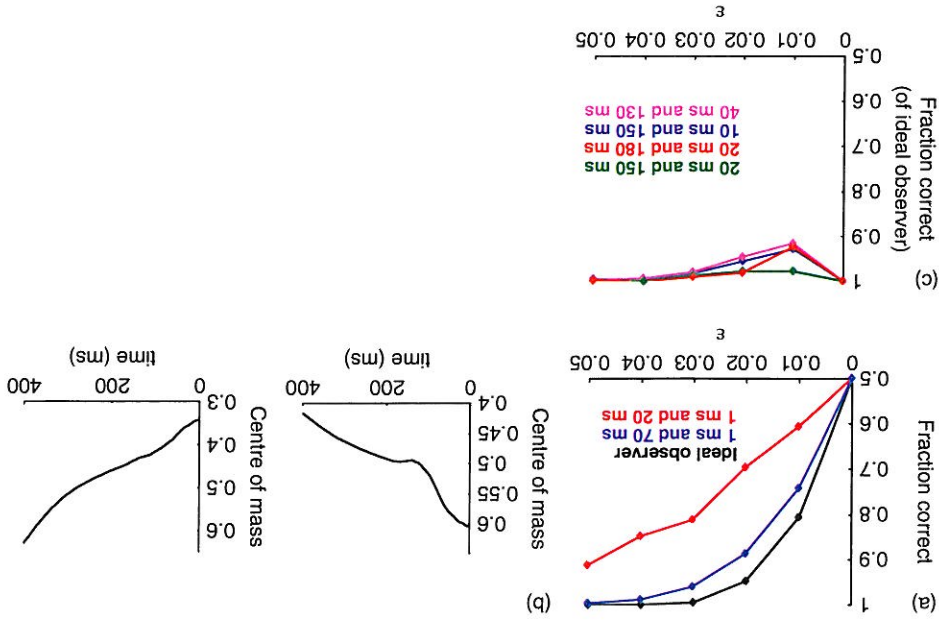 (a)
Fraction correct
1
0.9
0.8
0.7
0.6
0.5
0 0.01 0.02 0.03 0.04 0.05
ε
Ideal observer
1 ms and 70 ms
1 ms and 20 ms
(b)
Centre of mass
0.6
0.55
0.5
0.45
0.4
0 200 400
time (ms)
Centre of mass
0.6
0.5
0.4
0.3
0 200 400
time (ms)
(c)
Fraction correct
(of ideal observer)
1
0.9
0.8
0.7
0.6
0.5
0 0.01 0.02 0.03 0.04 0.05
ε
20 ms and 150 ms
20 ms and 180 ms
10 ms and 150 ms
40 ms and 130 ms